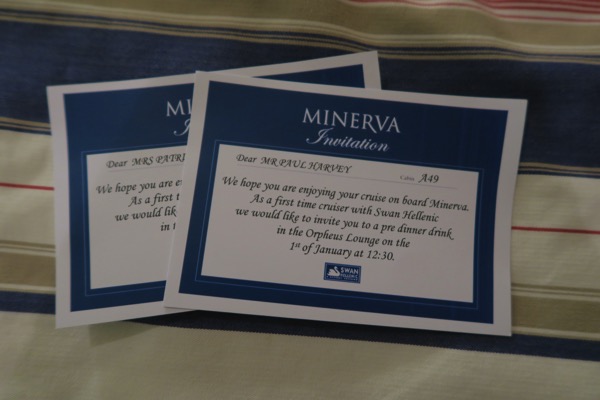 MINERVA
Invitation
Dear MR PAUL HARVEY
Cabin A49
We hope you are enjoying your cruise on board Minerva.
As a first time cruiser with Swan Hellenic
we would like to invite you to a pre dinner drink
in the Orpheus Lounge on the
1st of January at 12:30.
SWAN
HELLENIC
Dear MRS
We hope you are
As a first
we would like
in